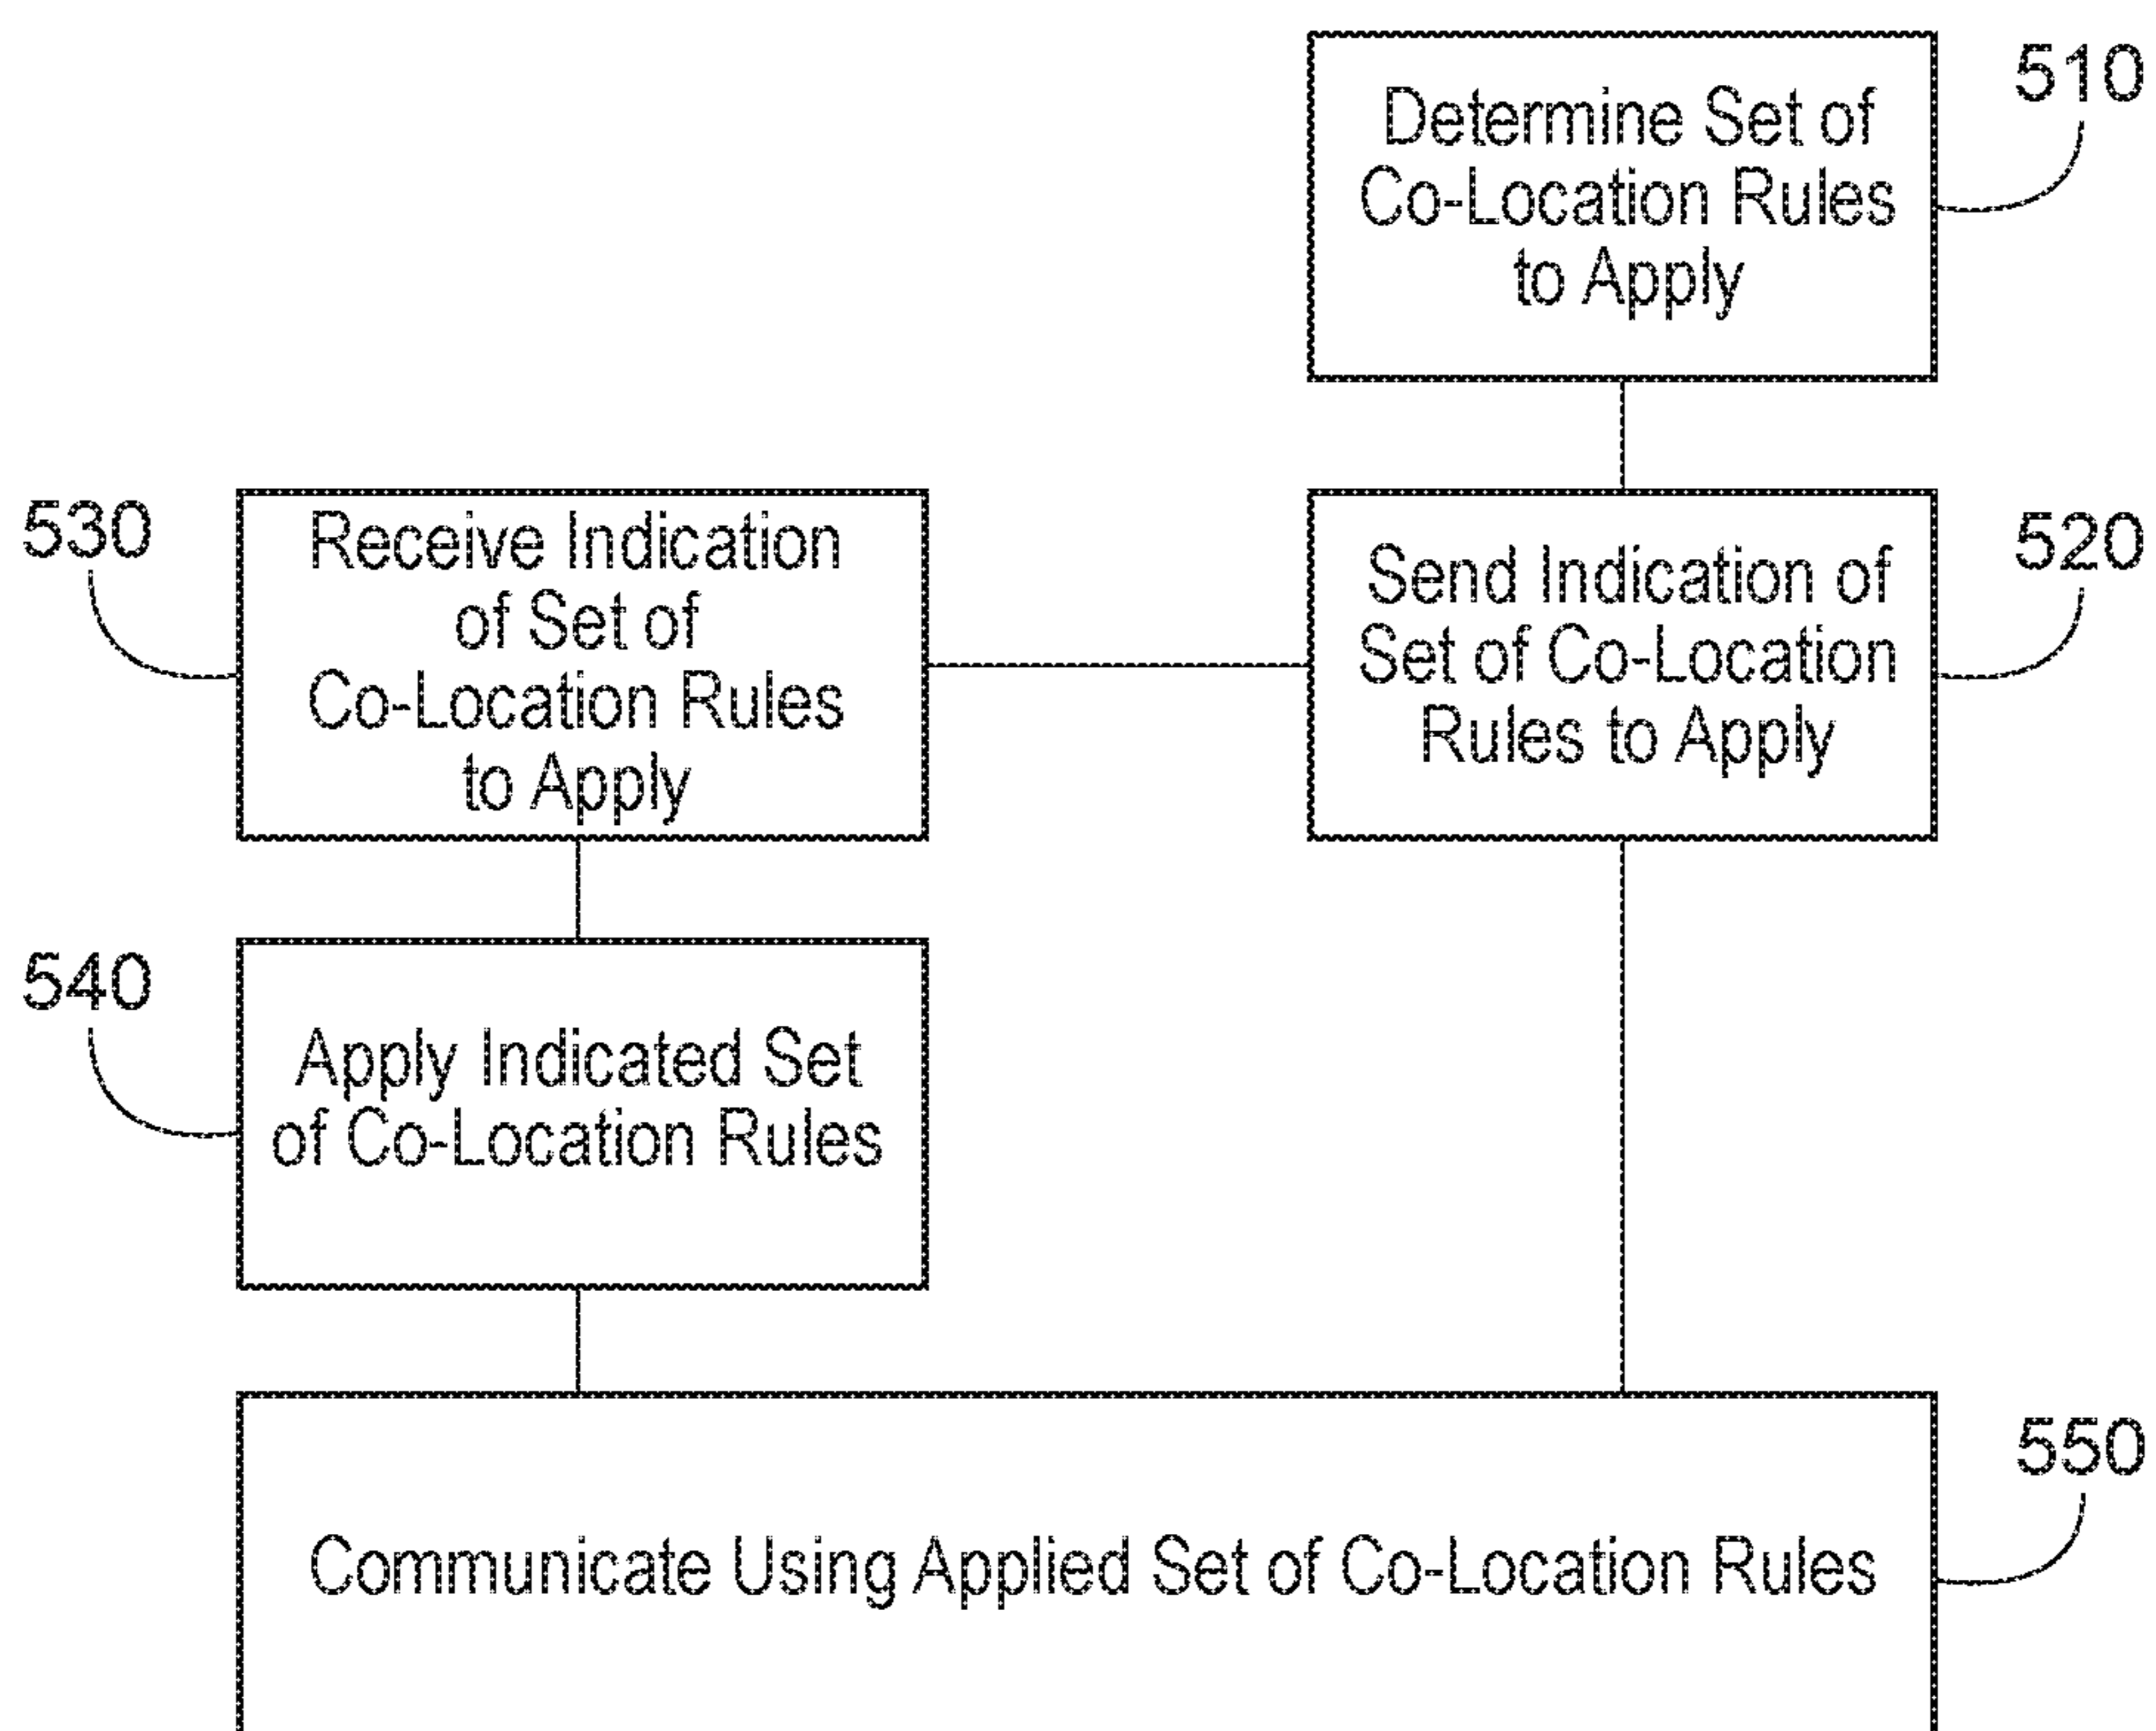 Determine Set of
Co-Location Rules
to Apply
510
530
Receive Indication
of Set of
Co-Location Rules
to Apply
Send Indication of
Set of Co-Location
Rules to Apply
520
540
Apply Indicated Set
of Co-Location Rules
Communicate Using Applied Set of Co-Location Rules
550